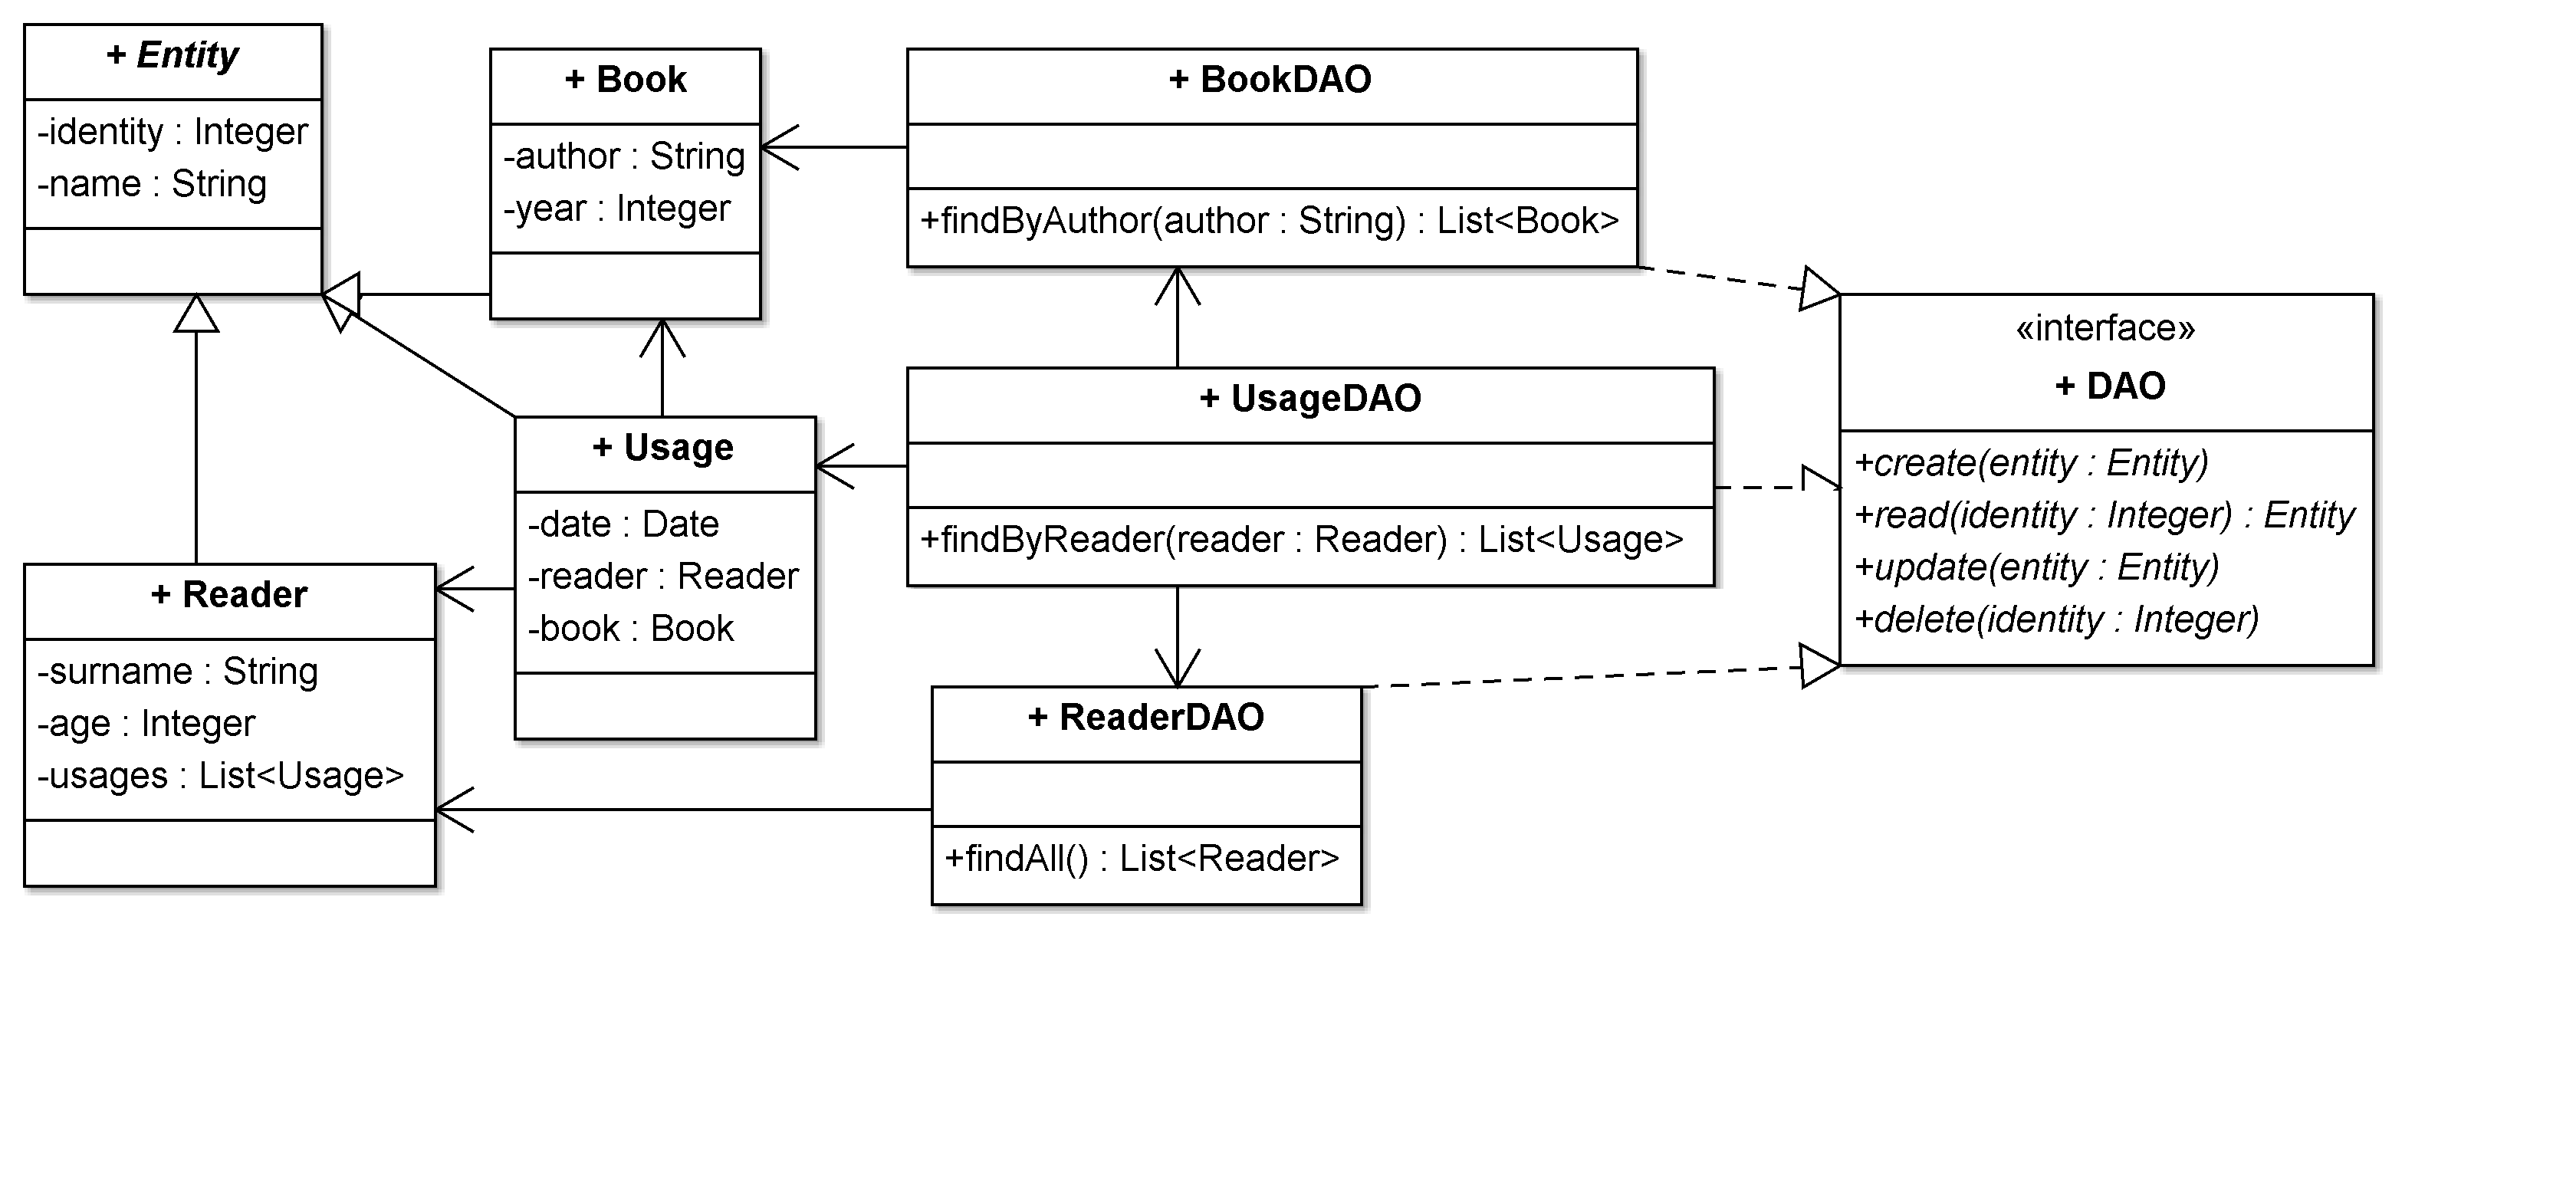 + Entity
-identity : Integer
-name : String
+ Book
-author : String
-year : Integer
+ BookDAO
+findByAuthor(author : String) : List<Book>
«interface»
+ DAO
+create(entity : Entity)
+read(identity : Integer) : Entity
+update(entity : Entity)
+delete(identity : Integer)
+ UsageDAO
+findByReader(reader : Reader) : List<Usage>
+ Usage
-date : Date
-reader : Reader
-book : Book
+ Reader
-surname : String
-age : Integer
-usages : List<Usage>
+ ReaderDAO
+findAll() : List<Reader>